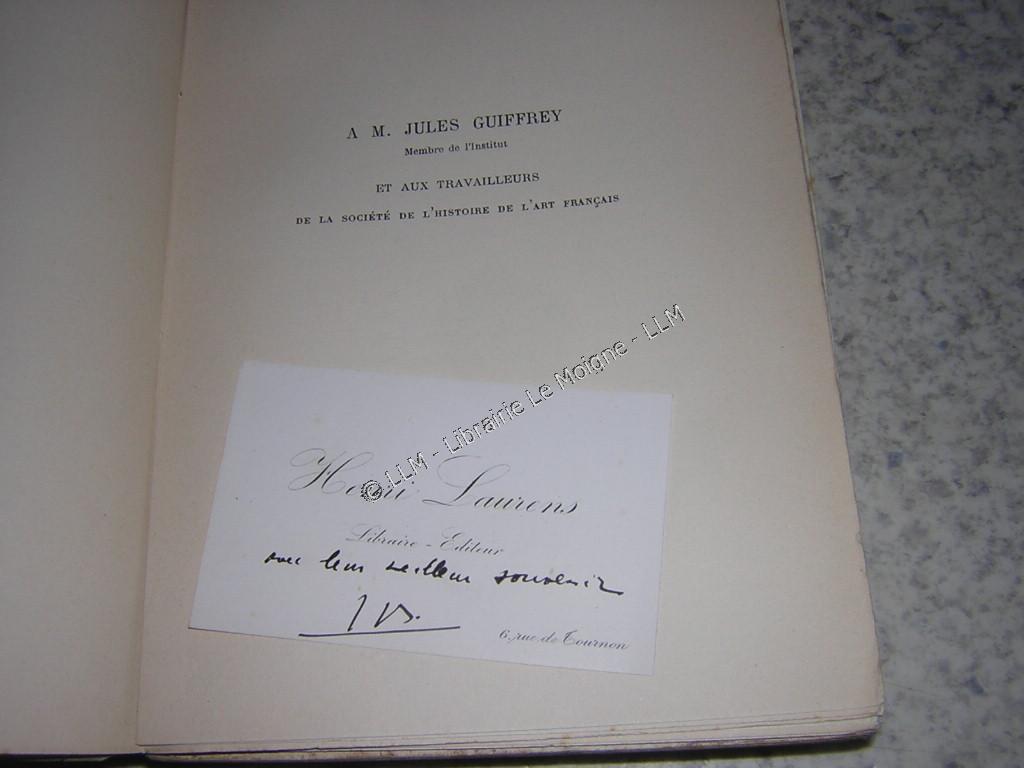 A M. JULES GUIFFREY
Membre de l'Institut
ET AUX TRAVAILLEURS
DE LA SOCIÉTÉ DE L'HISTOIRE DE L'ART FRANÇAIS
© LLM - Librairie Le Moigne - LLM
Henri Laurens
Libraire - Editeur
avec leur meilleur souvenir
6, rue de Tournon